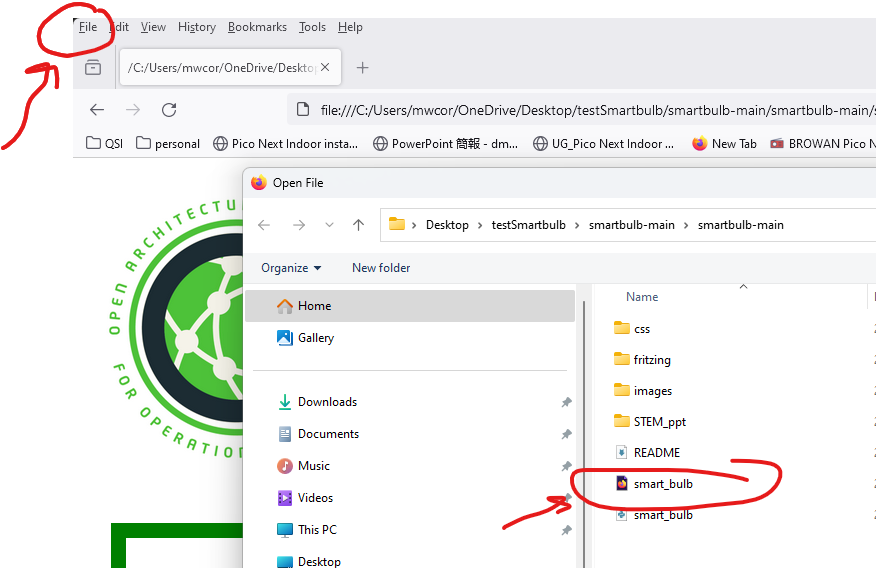 File Edit View History Bookmarks Tools Help
/C:/Users/mwcor/OneDrive/Deskto
file:///C:/Users/mwcor/OneDrive/Desktop/testSmartbulb/smartbulb-main/smartbulb-main/
QSI personal Pico Next Indoor insta... PowerPoint 簡報 - dm... UG_Pico Next Indoor ... New Tab BROWAN Pico N
OPEN ARCHITECTU
FOR OPERATION
Open File
Desktop testSmartbulb smartbulb-main smartbulb-main
Organize New folder
Name
Home
Gallery
Downloads
Documents
Music
Videos
This PC
Desktop
css
fritzing
images
STEM_ppt
README
smart_bulb
smart_bulb